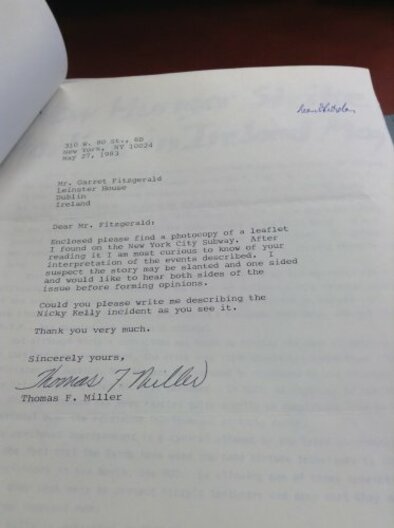 310 W. 80 St., 6D
New York, NY 10024
May 27, 1983
Mr. Garret Fitzgerald
Leinster House
Dublin
Ireland
Dear Mr. Fitzgerald:
Enclosed please find a photocopy of a leaflet
I found on the New York City Subway. After
reading it I am most curious to know of your
interpretation of the events described. I
suspect the story may be slanted and one sided
and would like to hear both sides of the
issue before forming opinions.
Could you please write me describing the
Nicky Kelly incident as you see it.
Thank you very much.
Sincerely yours,
Thomas F Miller
Thomas F. Miller